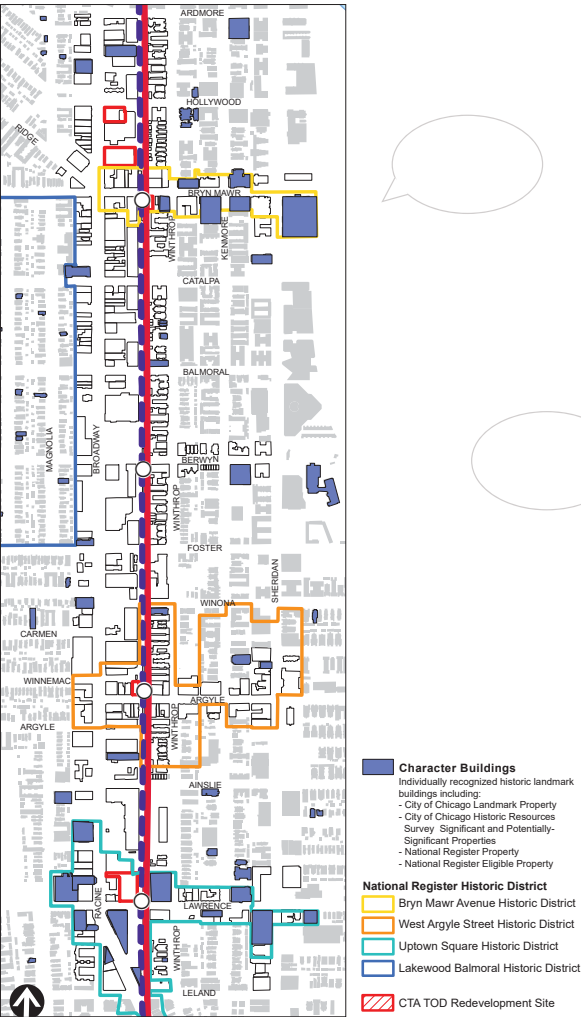 ARDMORE
HOLLYWOOD
RIDGE
BRYN MAWR
WINTHROP
KENMORE
CATALPA
BALMORAL
MAGNOLIA
BROADWAY
BERWYN
WINTHROP
FOSTER
SHERIDAN
WINONA
CARMEN
WINNEMAC
ARGYLE
ARGYLE
WINTHROP
AINSLIE
RACINE
LAWRENCE
WINTHROP
LELAND
Character Buildings
Individually recognized historic landmark
buildings including:
- City of Chicago Landmark Property
- City of Chicago Historic Resources
Survey Significant and Potentially-
Significant Properties
- National Register Property
- National Register Eligible Property
National Register Historic District
Bryn Mawr Avenue Historic District
West Argyle Street Historic District
Uptown Square Historic District
Lakewood Balmoral Historic District
CTA TOD Redevelopment Site